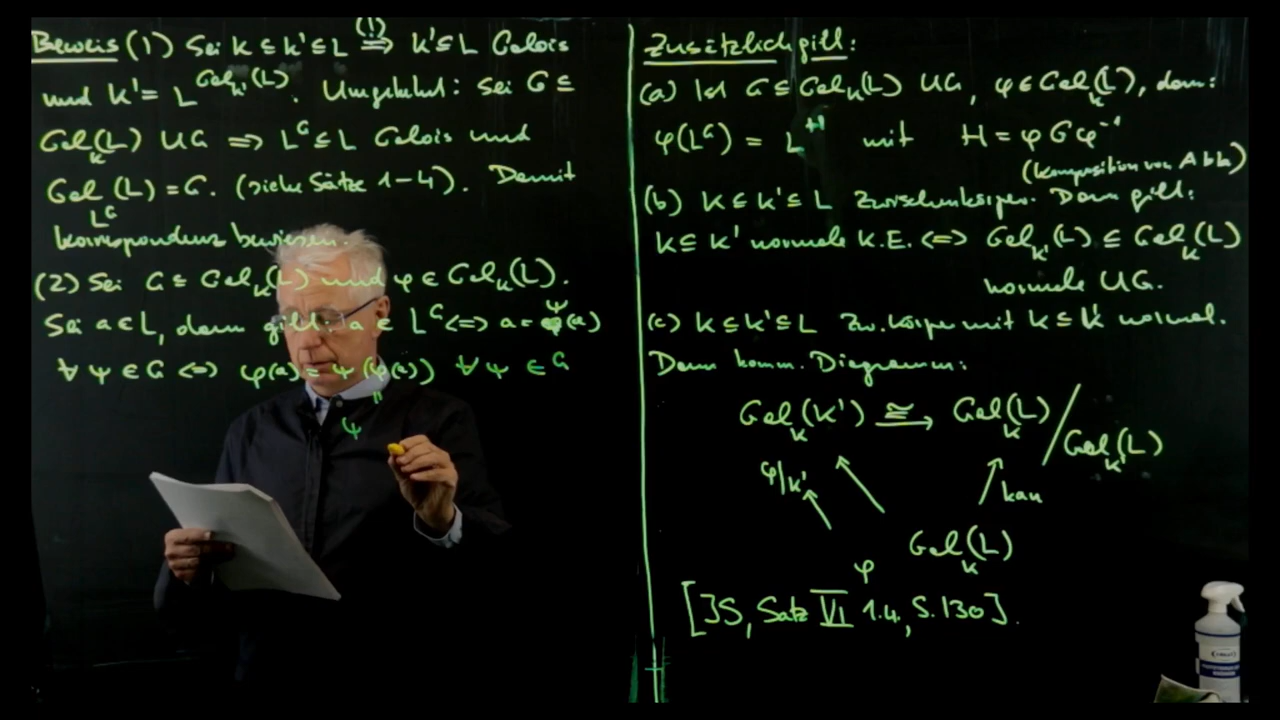 Beweis (1) Sei K ⊆ K' ⊆ L (!) ⟹ K' ⊆ L Galois
und K' = L^{Gal_{K'}(L)}. Umgekehrt: Sei G ⊆
Gal_K(L) UG ⟹ L^G ⊆ L Galois und
Gal_{L^G}(L) = G. (siehe Sätze 1–4). Damit
Korrespondenz bewiesen.
(2) Sei G ⊆ Gal_K(L) und φ ∈ Gal_K(L).
Sei a ∈ L, dann gilt: a ∈ L^G ⟺ a = ψ(a)
∀ ψ ∈ G ⟺ φ(a) = ψ(φ(a)) ∀ ψ ∈ G
"
ψ
Zusätzlich gilt:
(a) Ist G ⊆ Gal_K(L) UG, φ ∈ Gal_K(L), dann:
φ(L^G) = L^H mit H = φGφ^{-1}
(Komposition von Abb.)
(b) K ⊆ K' ⊆ L Zwischenkörper. Dann gilt:
K ⊆ K' normale K.E. ⟺ Gal_{K'}(L) ⊆ Gal_K(L)
normale UG.
(c) K ⊆ K' ⊆ L Zw.körper mit K ⊆ K' normal.
Dann komm. Diagramm:
Gal_K(K') ≅→ Gal_K(L) / Gal_{K'}(L)
φ/K' ↖ ↖ ↗ kan
Gal_K(L)
φ
[JS, Satz VI 1.4., S. 130].